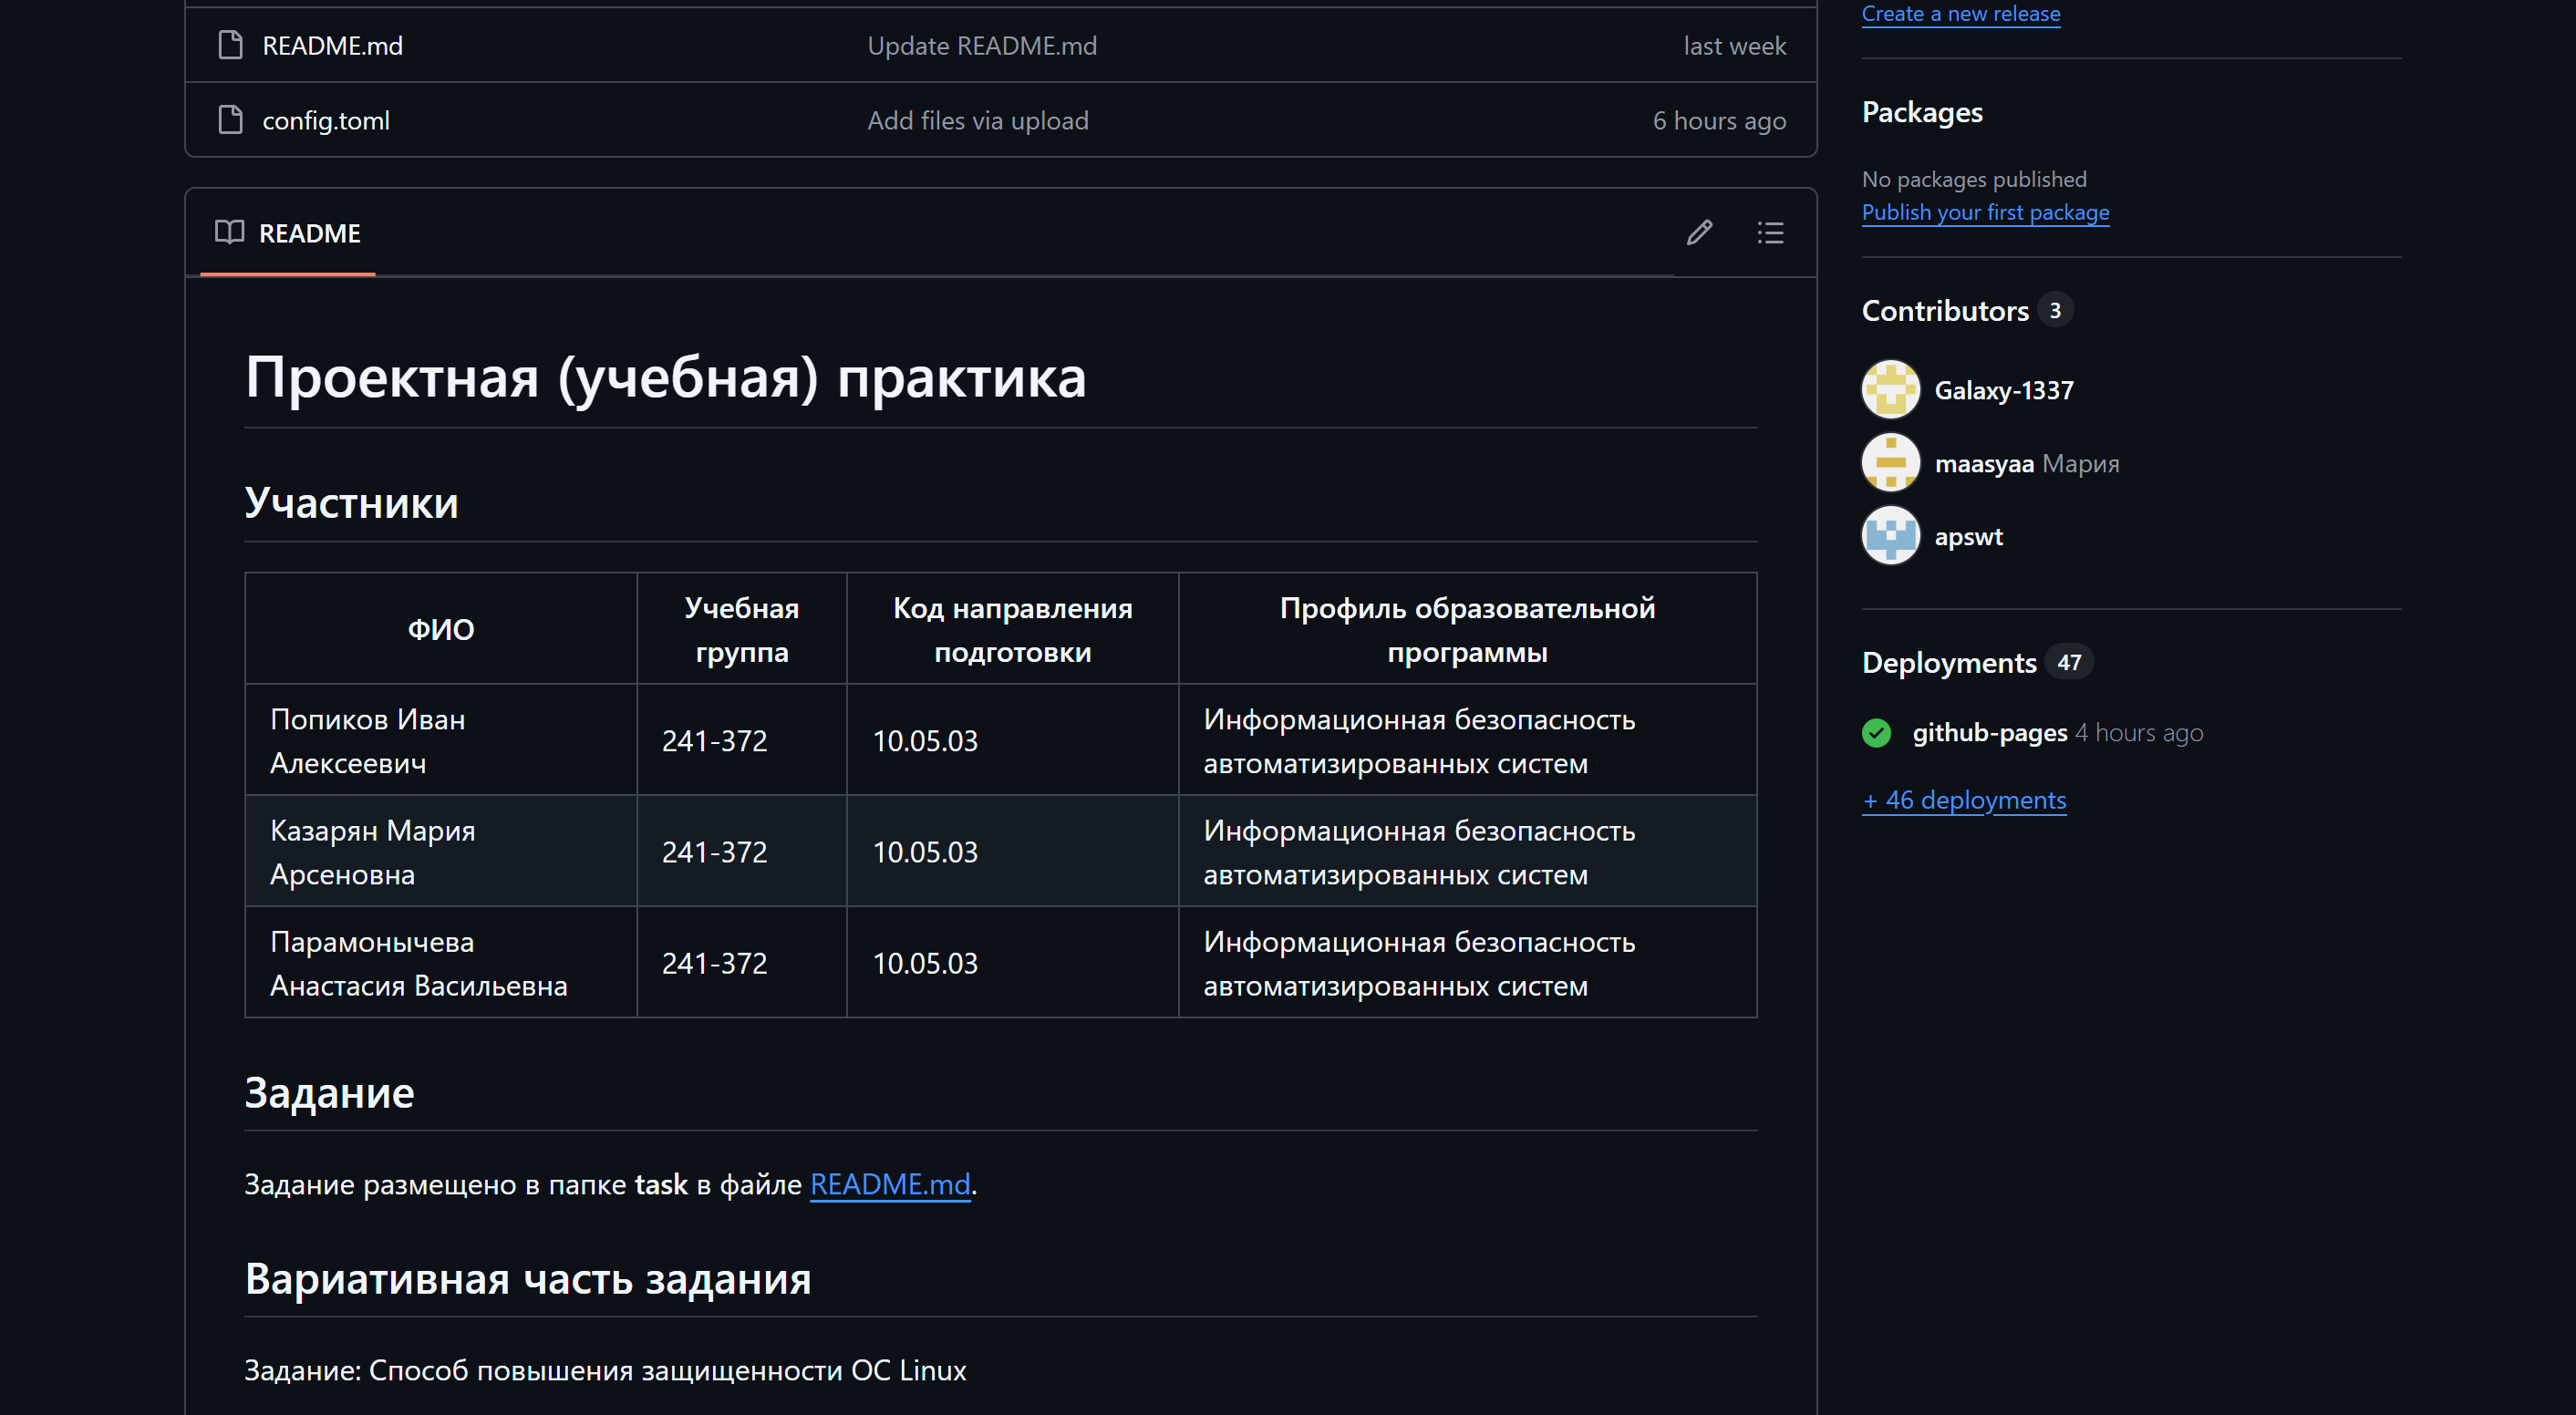 README.md Update README.md last week
config.toml Add files via upload 6 hours ago
README
Проектная (учебная) практика
Участники
ФИО
Учебная
группа
Код направления
подготовки
Профиль образовательной
программы
Попиков Иван
Алексеевич
241-372
10.05.03
Информационная безопасность
автоматизированных систем
Казарян Мария
Арсеновна
241-372
10.05.03
Информационная безопасность
автоматизированных систем
Парамонычева
Анастасия Васильевна
241-372
10.05.03
Информационная безопасность
автоматизированных систем
Задание
Задание размещено в папке task в файле README.md.
Вариативная часть задания
Задание: Способ повышения защищенности ОС Linux
Create a new release
Packages
No packages published
Publish your first package
Contributors 3
Galaxy-1337
maasyaa Мария
apswt
Deployments 47
github-pages 4 hours ago
+ 46 deployments